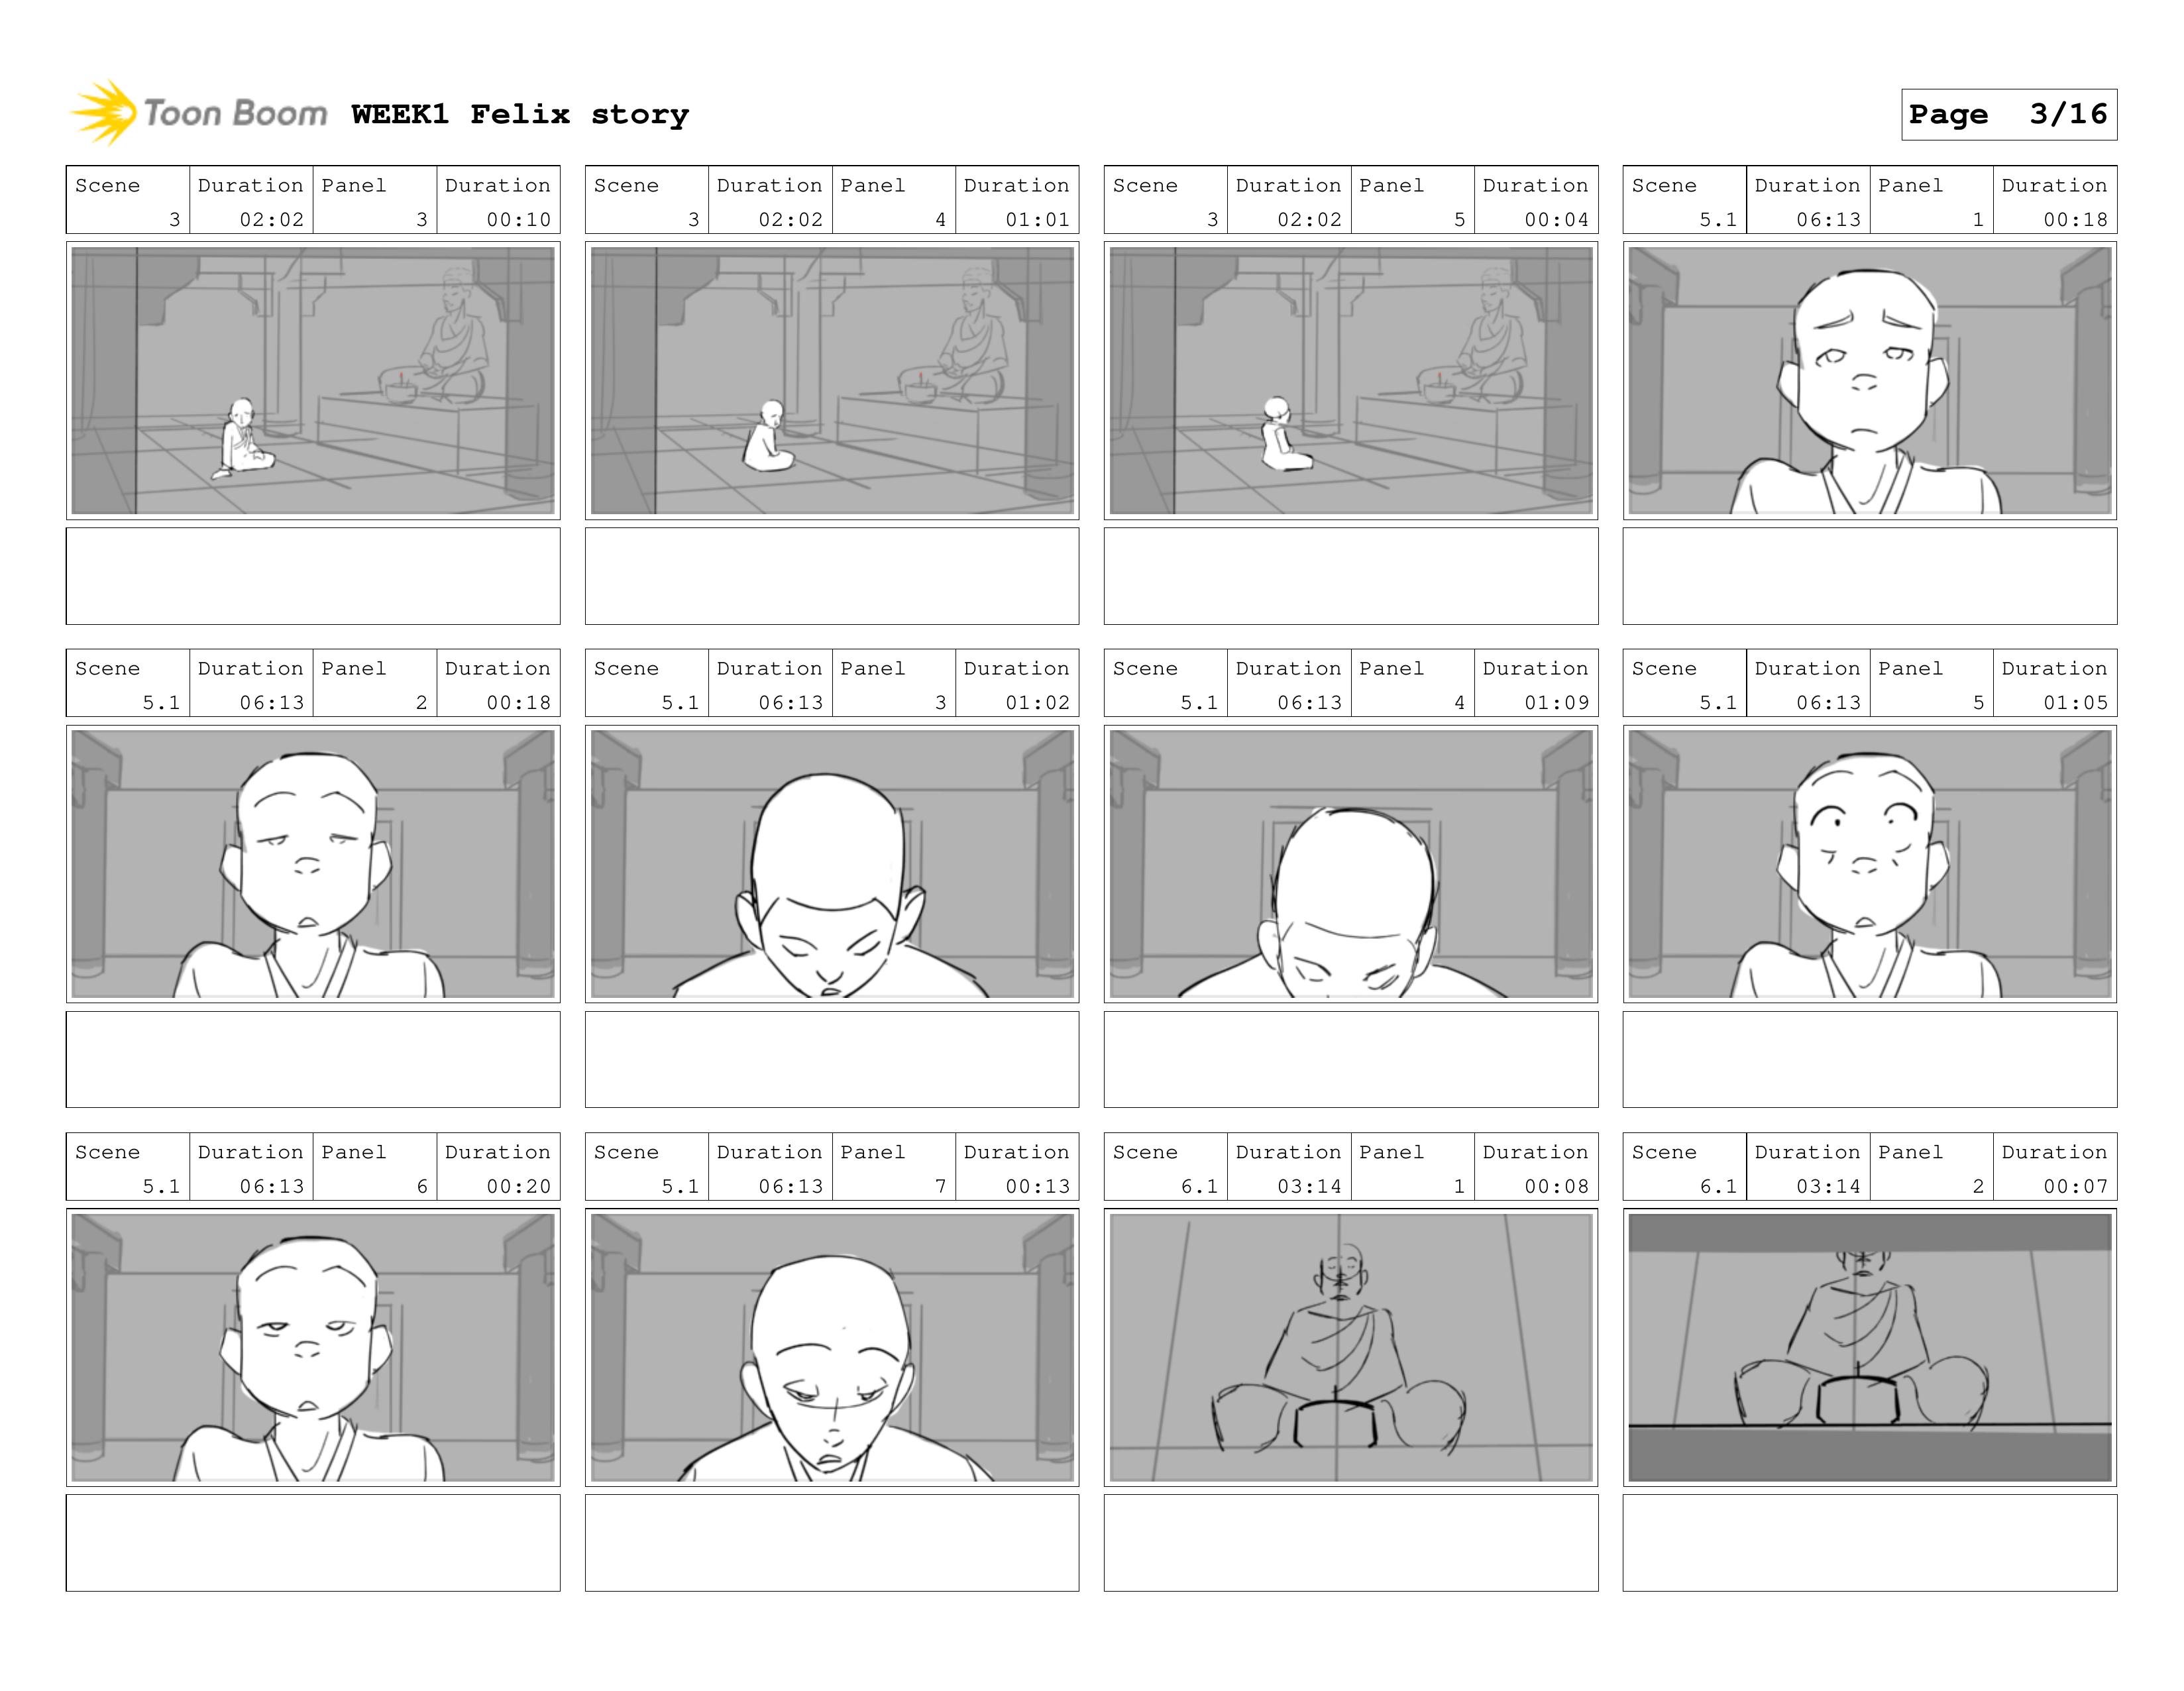 Toon Boom WEEK1 Felix story Page 3/16
Scene Duration Panel Duration Scene Duration Panel Duration Scene Duration Panel Duration Scene Duration Panel Duration
3 02:02 3 00:10 3 02:02 4 01:01 3 02:02 5 00:04 5.1 06:13 1 00:18
Scene Duration Panel Duration Scene Duration Panel Duration Scene Duration Panel Duration Scene Duration Panel Duration
5.1 06:13 2 00:18 5.1 06:13 3 01:02 5.1 06:13 4 01:09 5.1 06:13 5 01:05
Scene Duration Panel Duration Scene Duration Panel Duration Scene Duration Panel Duration Scene Duration Panel Duration
5.1 06:13 6 00:20 5.1 06:13 7 00:13 6.1 03:14 1 00:08 6.1 03:14 2 00:07